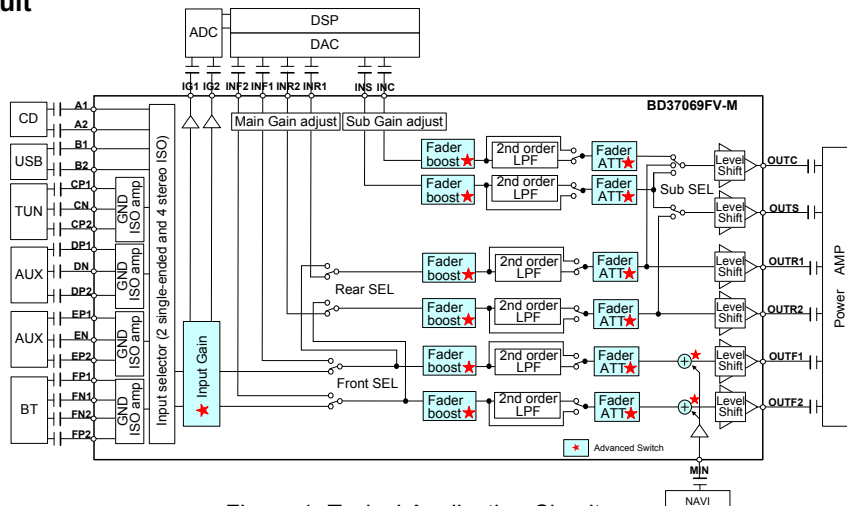 uit
DSP
ADC
DAC
IG1 IG2 INF2 INF1 INR2 INR1 INS INC
BD37069FV-M
CD
A1
A2
USB
B1
B2
TUN
CP1
CN
CP2
AUX
DP1
DN
DP2
AUX
EP1
EN
EP2
BT
FP1
FN1
FN2
FP2
GND
ISO amp
GND
ISO amp
GND
ISO amp
GND
ISO amp
Input selector (2 single-ended and 4 stereo ISO)
Input Gain
Main Gain adjust
Sub Gain adjust
Fader
boost
2nd order
LPF
Fader
ATT
Level
Shift
OUTC
Fader
boost
2nd order
LPF
Fader
ATT
Sub SEL
Level
Shift
OUTS
Rear SEL
Fader
boost
2nd order
LPF
Fader
ATT
Level
Shift
OUTR1
Fader
boost
2nd order
LPF
Fader
ATT
Level
Shift
OUTR2
Front SEL
Fader
boost
2nd order
LPF
Fader
ATT
Level
Shift
OUTF1
Fader
boost
2nd order
LPF
Fader
ATT
Level
Shift
OUTF2
Power AMP
Advanced Switch
MIN
NAVI